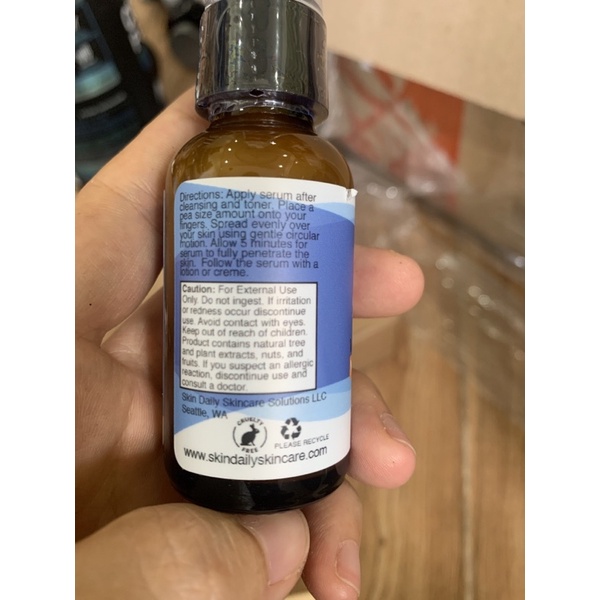 Directions: Apply serum after
cleansing and toner. Place a
pea size amount onto your
fingers. Spread evenly over
your skin using gentle circular
motion. Allow 5 minutes for
serum to fully penetrate the
skin. Follow the serum with a
lotion or creme.
Caution: For External Use
Only. Do not ingest. If irritation
or redness occur discontinue
use. Avoid contact with eyes.
Keep out of reach of children.
Product contains natural tree
and plant extracts, nuts, and
fruits. If you suspect an allergic
reaction, discontinue use and
consult a doctor.
Skin Daily Skincare Solutions LLC
Seattle, WA
CRUELTY
FREE
PLEASE RECYCLE
www.skindailyskincare.com